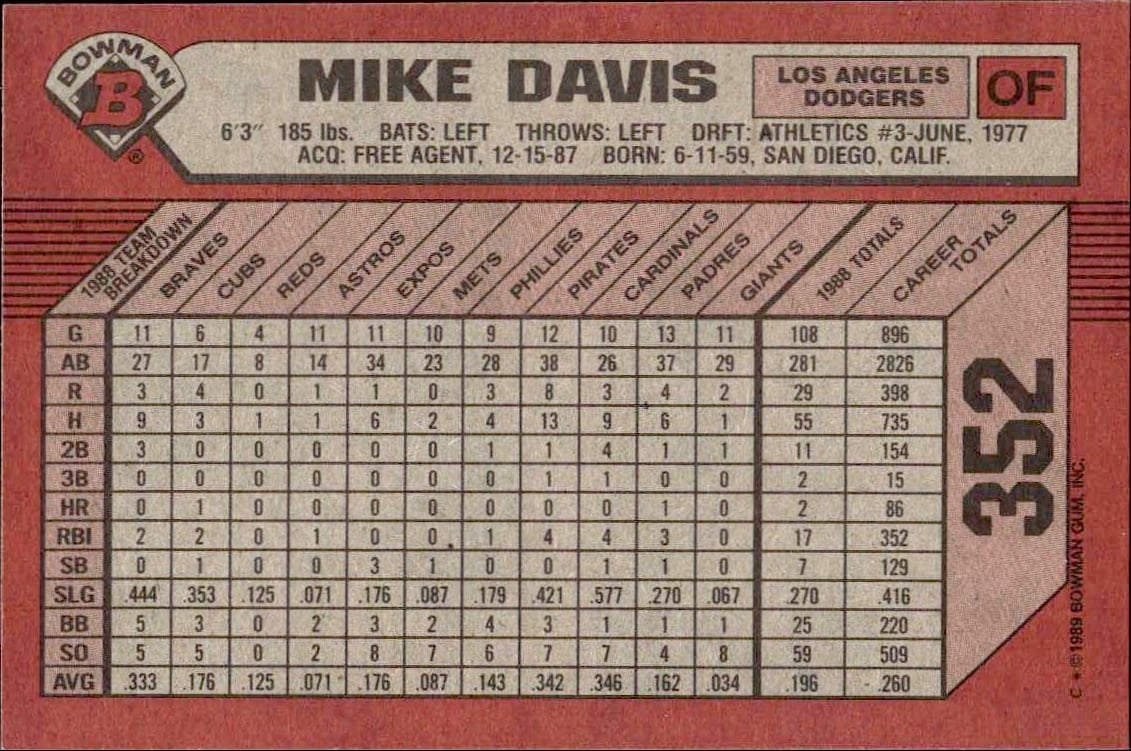 BOWMAN
B
®
MIKE DAVIS
LOS ANGELES
DODGERS
OF
6'3" 185 lbs. BATS: LEFT THROWS: LEFT DRFT: ATHLETICS #3-JUNE, 1977
ACQ: FREE AGENT, 12-15-87 BORN: 6-11-59, SAN DIEGO, CALIF.
1988 TEAM BREAKDOWN BRAVES CUBS REDS ASTROS EXPOS METS PHILLIES PIRATES CARDINALS PADRES GIANTS 1988 TOTALS CAREER TOTALS
G 11 6 4 11 11 10 9 12 10 13 11 108 896
AB 27 17 8 14 34 23 28 38 26 37 29 281 2826
R 3 4 0 1 1 0 3 8 3 4 2 29 398
H 9 3 1 1 6 2 4 13 9 6 1 55 735
2B 3 0 0 0 0 0 1 1 4 1 1 11 154
3B 0 0 0 0 0 0 0 1 1 0 0 2 15
HR 0 1 0 0 0 0 0 0 0 1 0 2 86
RBI 2 2 0 1 0 0 1 4 4 3 0 17 352
SB 0 1 0 0 3 1 0 0 1 1 0 7 129
SLG .444 .353 .125 .071 .176 .087 .179 .421 .577 .270 .067 .270 .416
BB 5 3 0 2 3 2 4 3 1 1 1 25 220
SO 5 5 0 2 8 7 6 7 7 4 8 59 509
AVG .333 .176 .125 .071 .176 .087 .143 .342 .346 .162 .034 .196 .260
352
C * © 1989 BOWMAN GUM, INC.